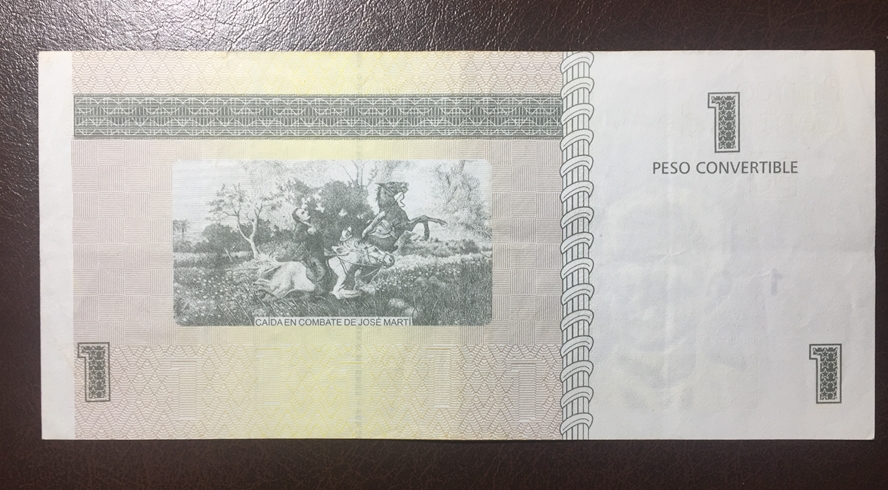 1
PESO CONVERTIBLE
CAÍDA EN COMBATE DE JOSÉ MARTÍ
1
1